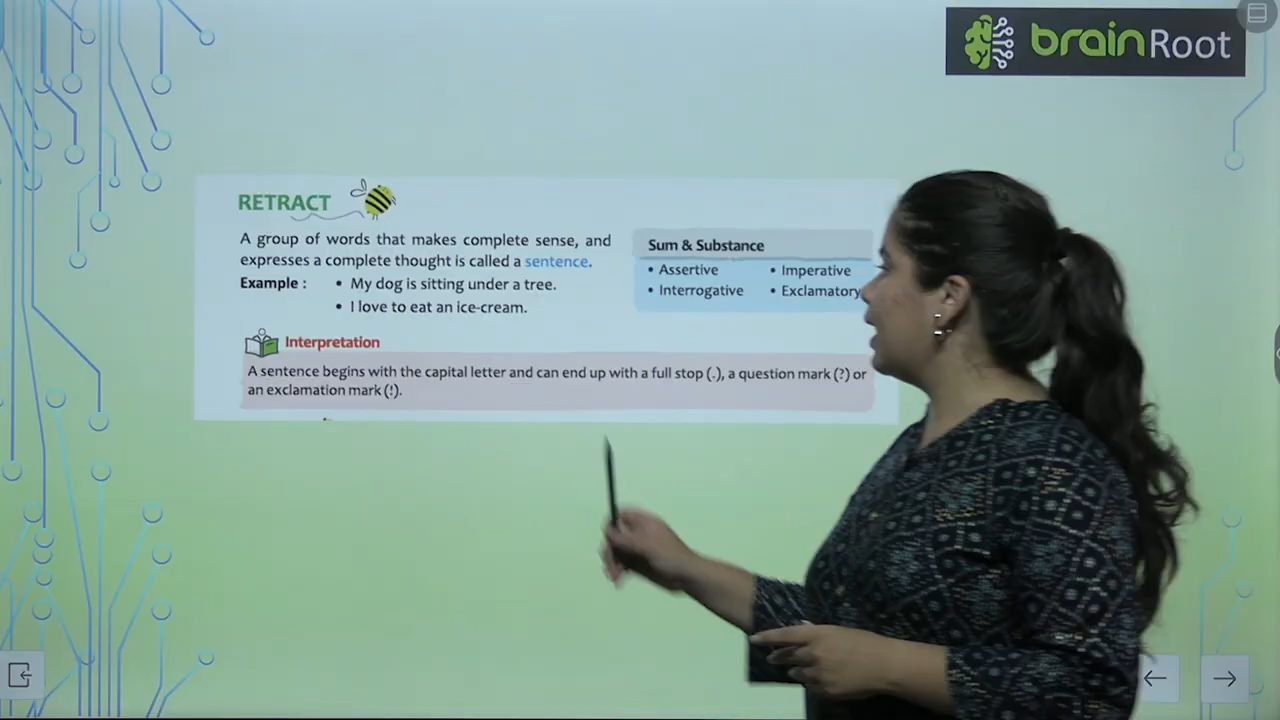 brainRoot
RETRACT
A group of words that makes complete sense, and
expresses a complete thought is called a sentence.
Example : • My dog is sitting under a tree.
• I love to eat an ice-cream.
Sum & Substance
• Assertive • Imperative
• Interrogative • Exclamatory
Interpretation
A sentence begins with the capital letter and can end up with a full stop (.), a question mark (?) or
an exclamation mark (!).